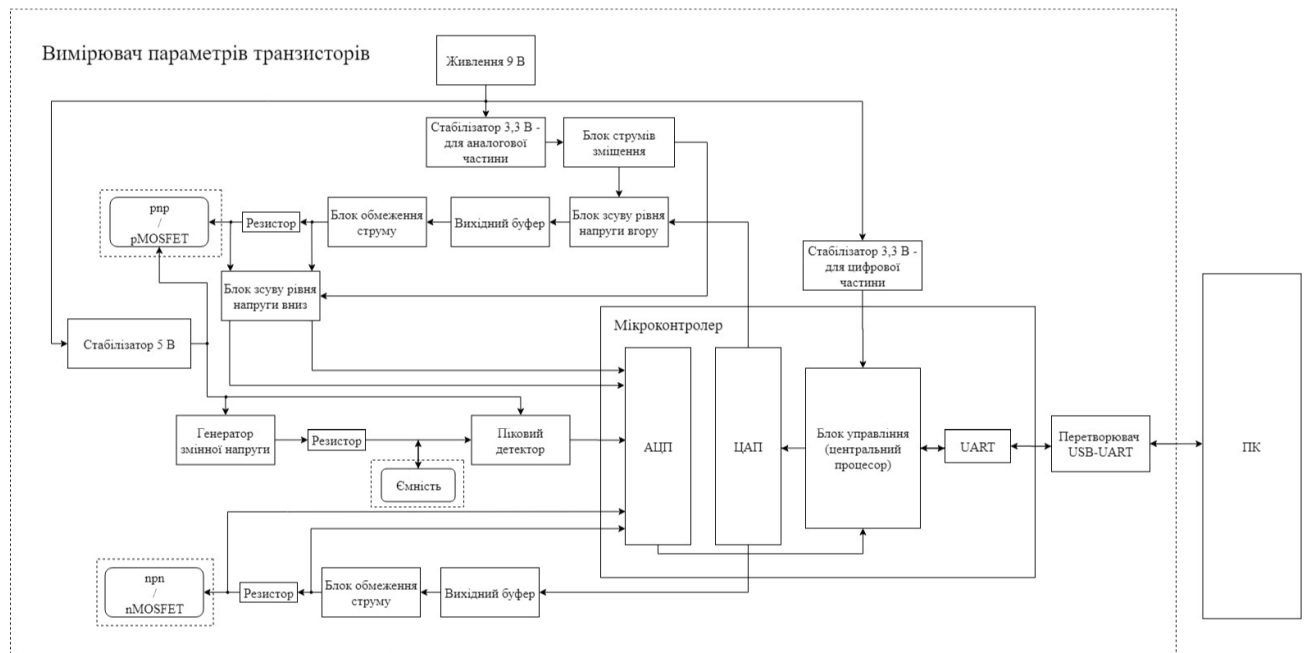 Вимірювач параметрів транзисторів
Живлення 9 В
Стабілізатор 3,3 В -
для аналогової
частини
Блок струмів
зміщення
pnp
/
pMOSFET
Резистор
Блок обмеження
струму
Вихідний буфер
Блок зсуву рівня
напруги вгору
Стабілізатор 3,3 В -
для цифрової
частини
Блок зсуву рівня
напруги вниз
Стабілізатор 5 В
Мікроконтролер
Генератор
змінної напруги
Резистор
Піковий
детектор
АЦП
ЦАП
Блок управління
(центральний
процесор)
UART
Перетворювач
USB-UART
ПК
Ємність
npn
/
nMOSFET
Резистор
Блок обмеження
струму
Вихідний буфер